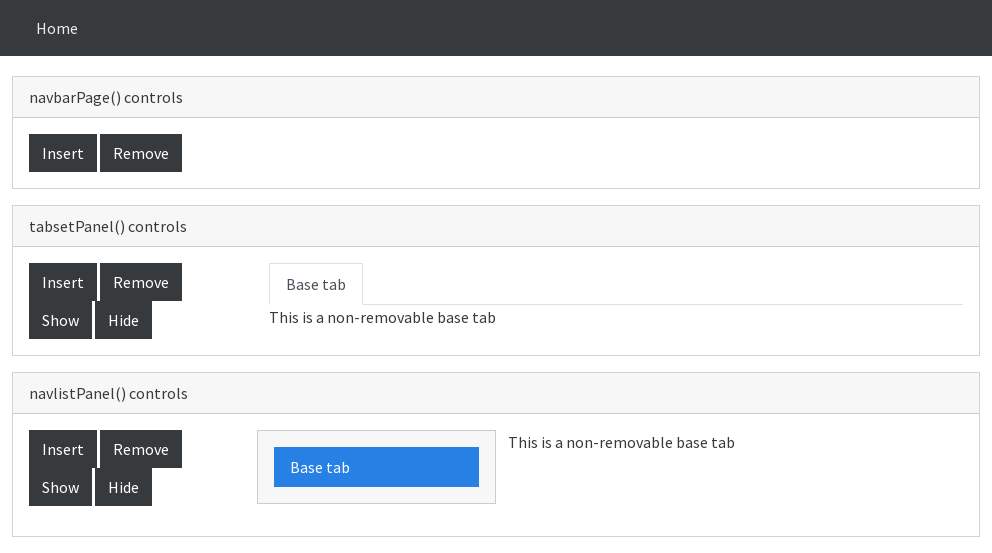 Home
navbarPage() controls
Insert Remove
tabsetPanel() controls
Insert Remove
Show Hide
Base tab
This is a non-removable base tab
navlistPanel() controls
Insert Remove
Show Hide
Base tab
This is a non-removable base tab